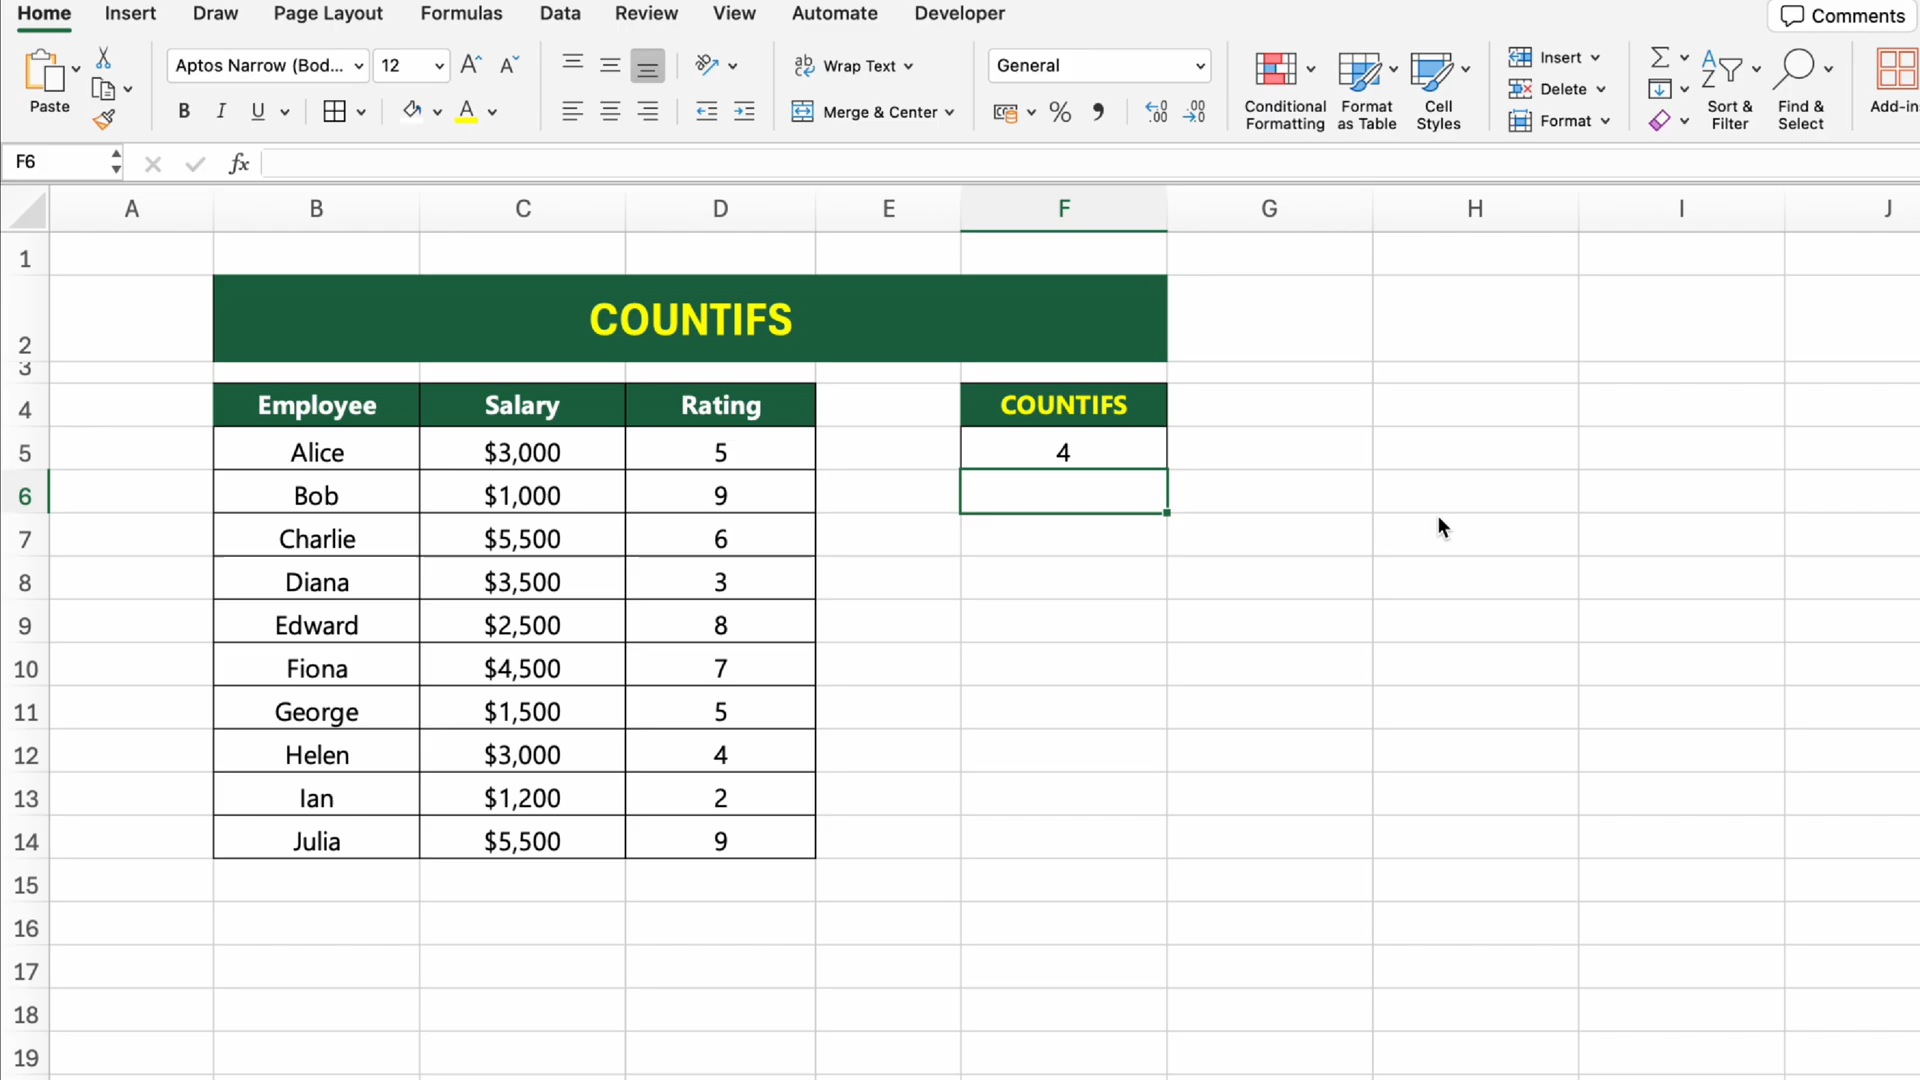 Home Insert Draw Page Layout Formulas Data Review View Automate Developer Comments
Paste
Aptos Narrow (Bod... 12
B I U A
Wrap Text
Merge & Center
General
Conditional Formatting
Format as Table
Cell Styles
Insert
Delete
Format
Sort & Filter
Find & Select
Add-in
F6 fx
A B C D E F G H I J
1
2 COUNTIFS
3
4 Employee Salary Rating COUNTIFS
5 Alice $3,000 5 4
6 Bob $1,000 9
7 Charlie $5,500 6
8 Diana $3,500 3
9 Edward $2,500 8
10 Fiona $4,500 7
11 George $1,500 5
12 Helen $3,000 4
13 Ian $1,200 2
14 Julia $5,500 9
15
16
17
18
19